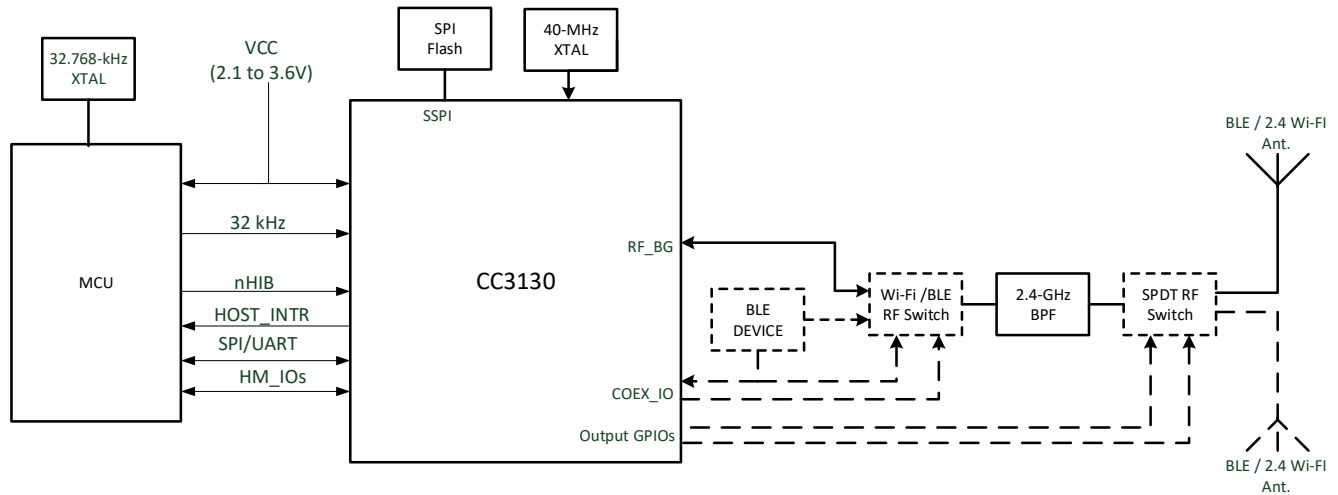 SPI
Flash
40-MHz
XTAL
32.768-kHz
XTAL
VCC
(2.1 to 3.6V)
SSPI
BLE / 2.4 Wi-FI
Ant.
32 kHz
RF_BG
MCU
nHIB
CC3130
HOST_INTR
SPI/UART
HM_IOs
BLE
DEVICE
Wi-Fi /BLE
RF Switch
2.4-GHz
BPF
SPDT RF
Switch
COEX_IO
Output GPIOs
BLE / 2.4 Wi-FI
Ant.